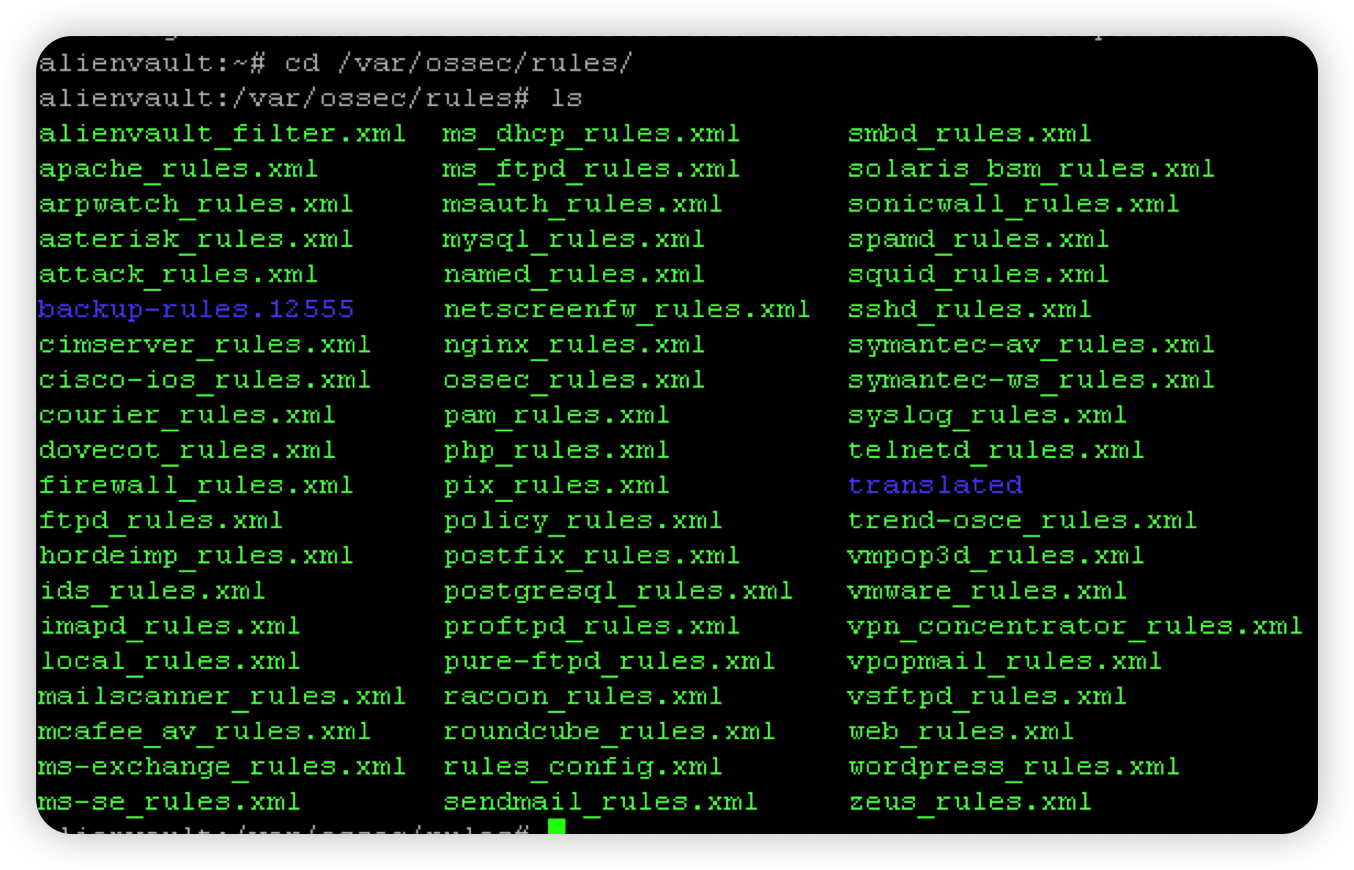 alienvault:~# cd /var/ossec/rules/
alienvault:/var/ossec/rules# ls
alienvault_filter.xml  ms_dhcp_rules.xml      smbd_rules.xml
apache_rules.xml       ms_ftpd_rules.xml      solaris_bsm_rules.xml
arpwatch_rules.xml     msauth_rules.xml       sonicwall_rules.xml
asterisk_rules.xml     mysql_rules.xml        spamd_rules.xml
attack_rules.xml       named_rules.xml        squid_rules.xml
backup-rules.12555     netscreenfw_rules.xml  sshd_rules.xml
cimserver_rules.xml    nginx_rules.xml        symantec-av_rules.xml
cisco-ios_rules.xml    ossec_rules.xml        symantec-ws_rules.xml
courier_rules.xml      pam_rules.xml          syslog_rules.xml
dovecot_rules.xml      php_rules.xml          telnetd_rules.xml
firewall_rules.xml     pix_rules.xml          translated
ftpd_rules.xml         policy_rules.xml       trend-osce_rules.xml
hordeimp_rules.xml     postfix_rules.xml      vmpop3d_rules.xml
ids_rules.xml          postgresql_rules.xml   vmware_rules.xml
imapd_rules.xml        proftpd_rules.xml      vpn_concentrator_rules.xml
local_rules.xml        pure-ftpd_rules.xml    vpopmail_rules.xml
mailscanner_rules.xml  racoon_rules.xml       vsftpd_rules.xml
mcafee_av_rules.xml    roundcube_rules.xml    web_rules.xml
ms-exchange_rules.xml  rules_config.xml       wordpress_rules.xml
ms-se_rules.xml        sendmail_rules.xml     zeus_rules.xml
alienvault:/var/ossec/rules#